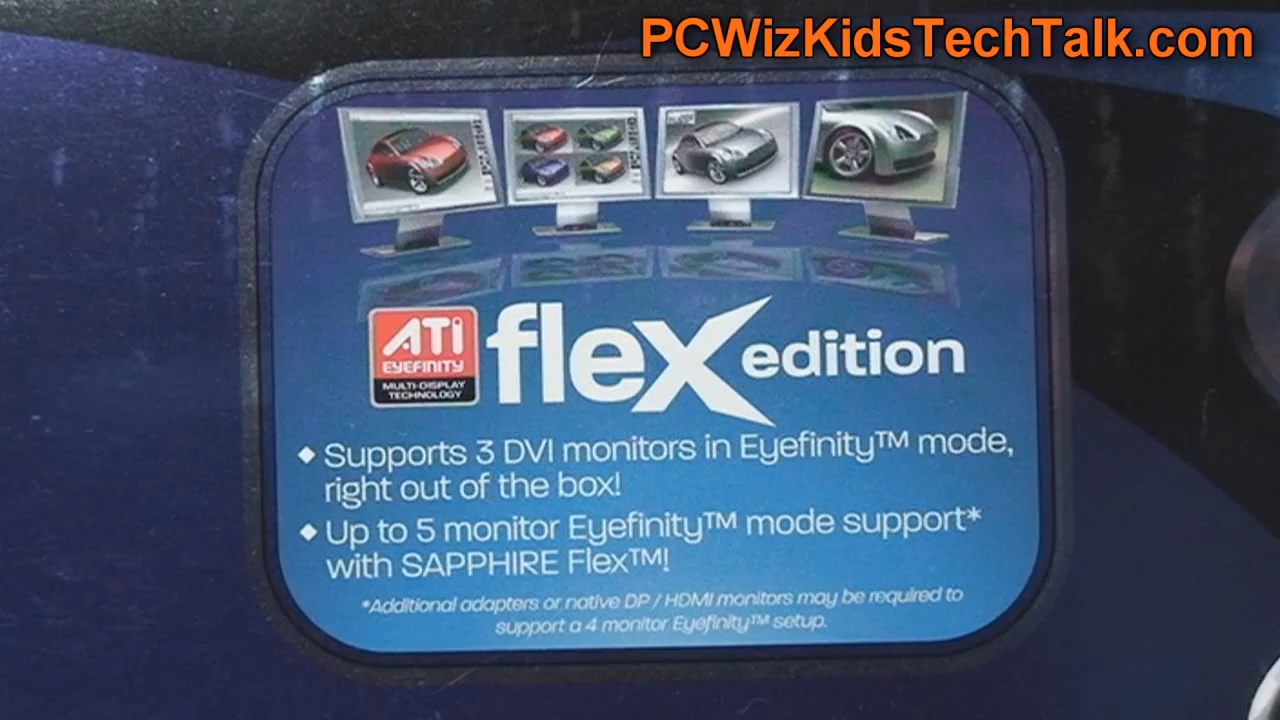 PCWizKidsTechTalk.com
ATI
EYEFINITY
MULTI-DISPLAY
TECHNOLOGY
flex edition
◆ Supports 3 DVI monitors in Eyefinity™ mode,
right out of the box!
◆ Up to 5 monitor Eyefinity™ mode support*
with SAPPHIRE Flex™!
*Additional adapters or native DP / HDMI monitors may be required to
support a 4 monitor Eyefinity™ setup.